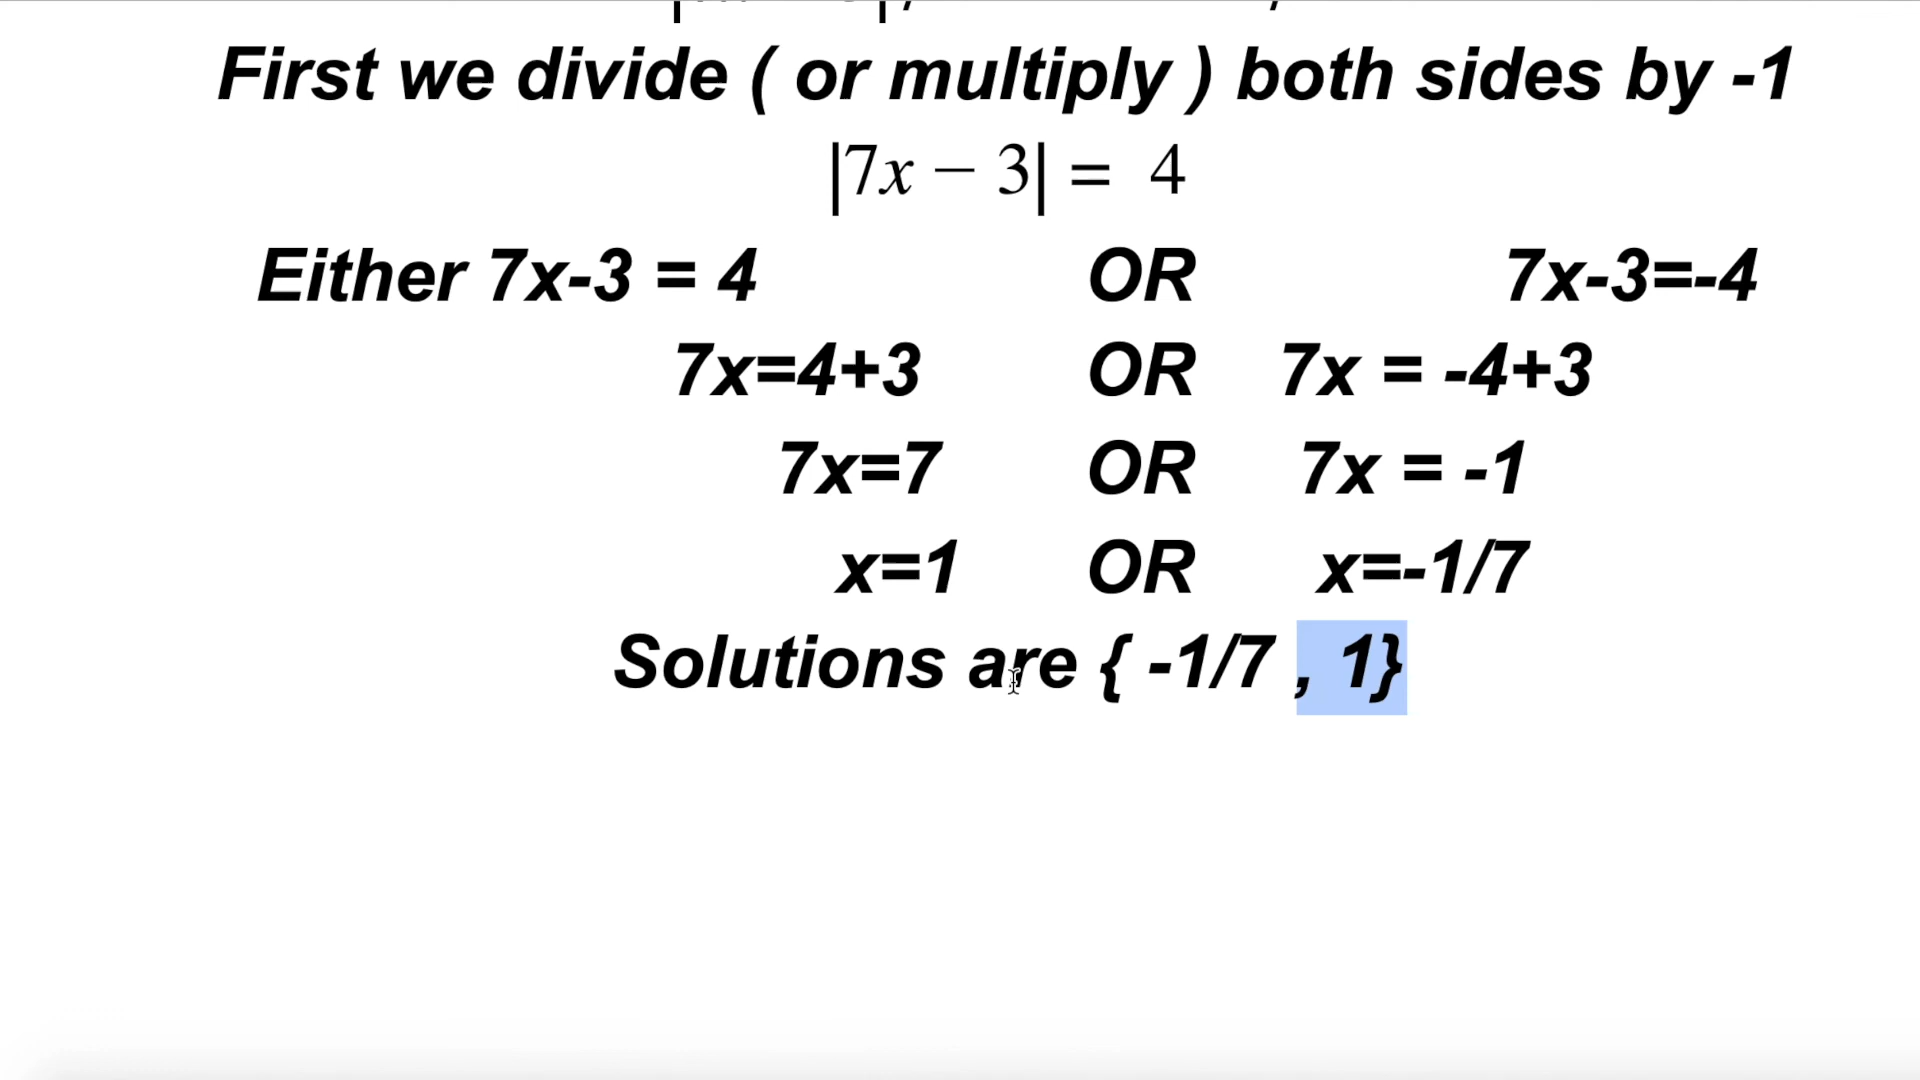 First we divide ( or multiply ) both sides by -1
|7x − 3| = 4
Either 7x-3 = 4 OR 7x-3=-4
7x=4+3 OR 7x = -4+3
7x=7 OR 7x = -1
x=1 OR x=-1/7
Solutions are { -1/7 , 1}